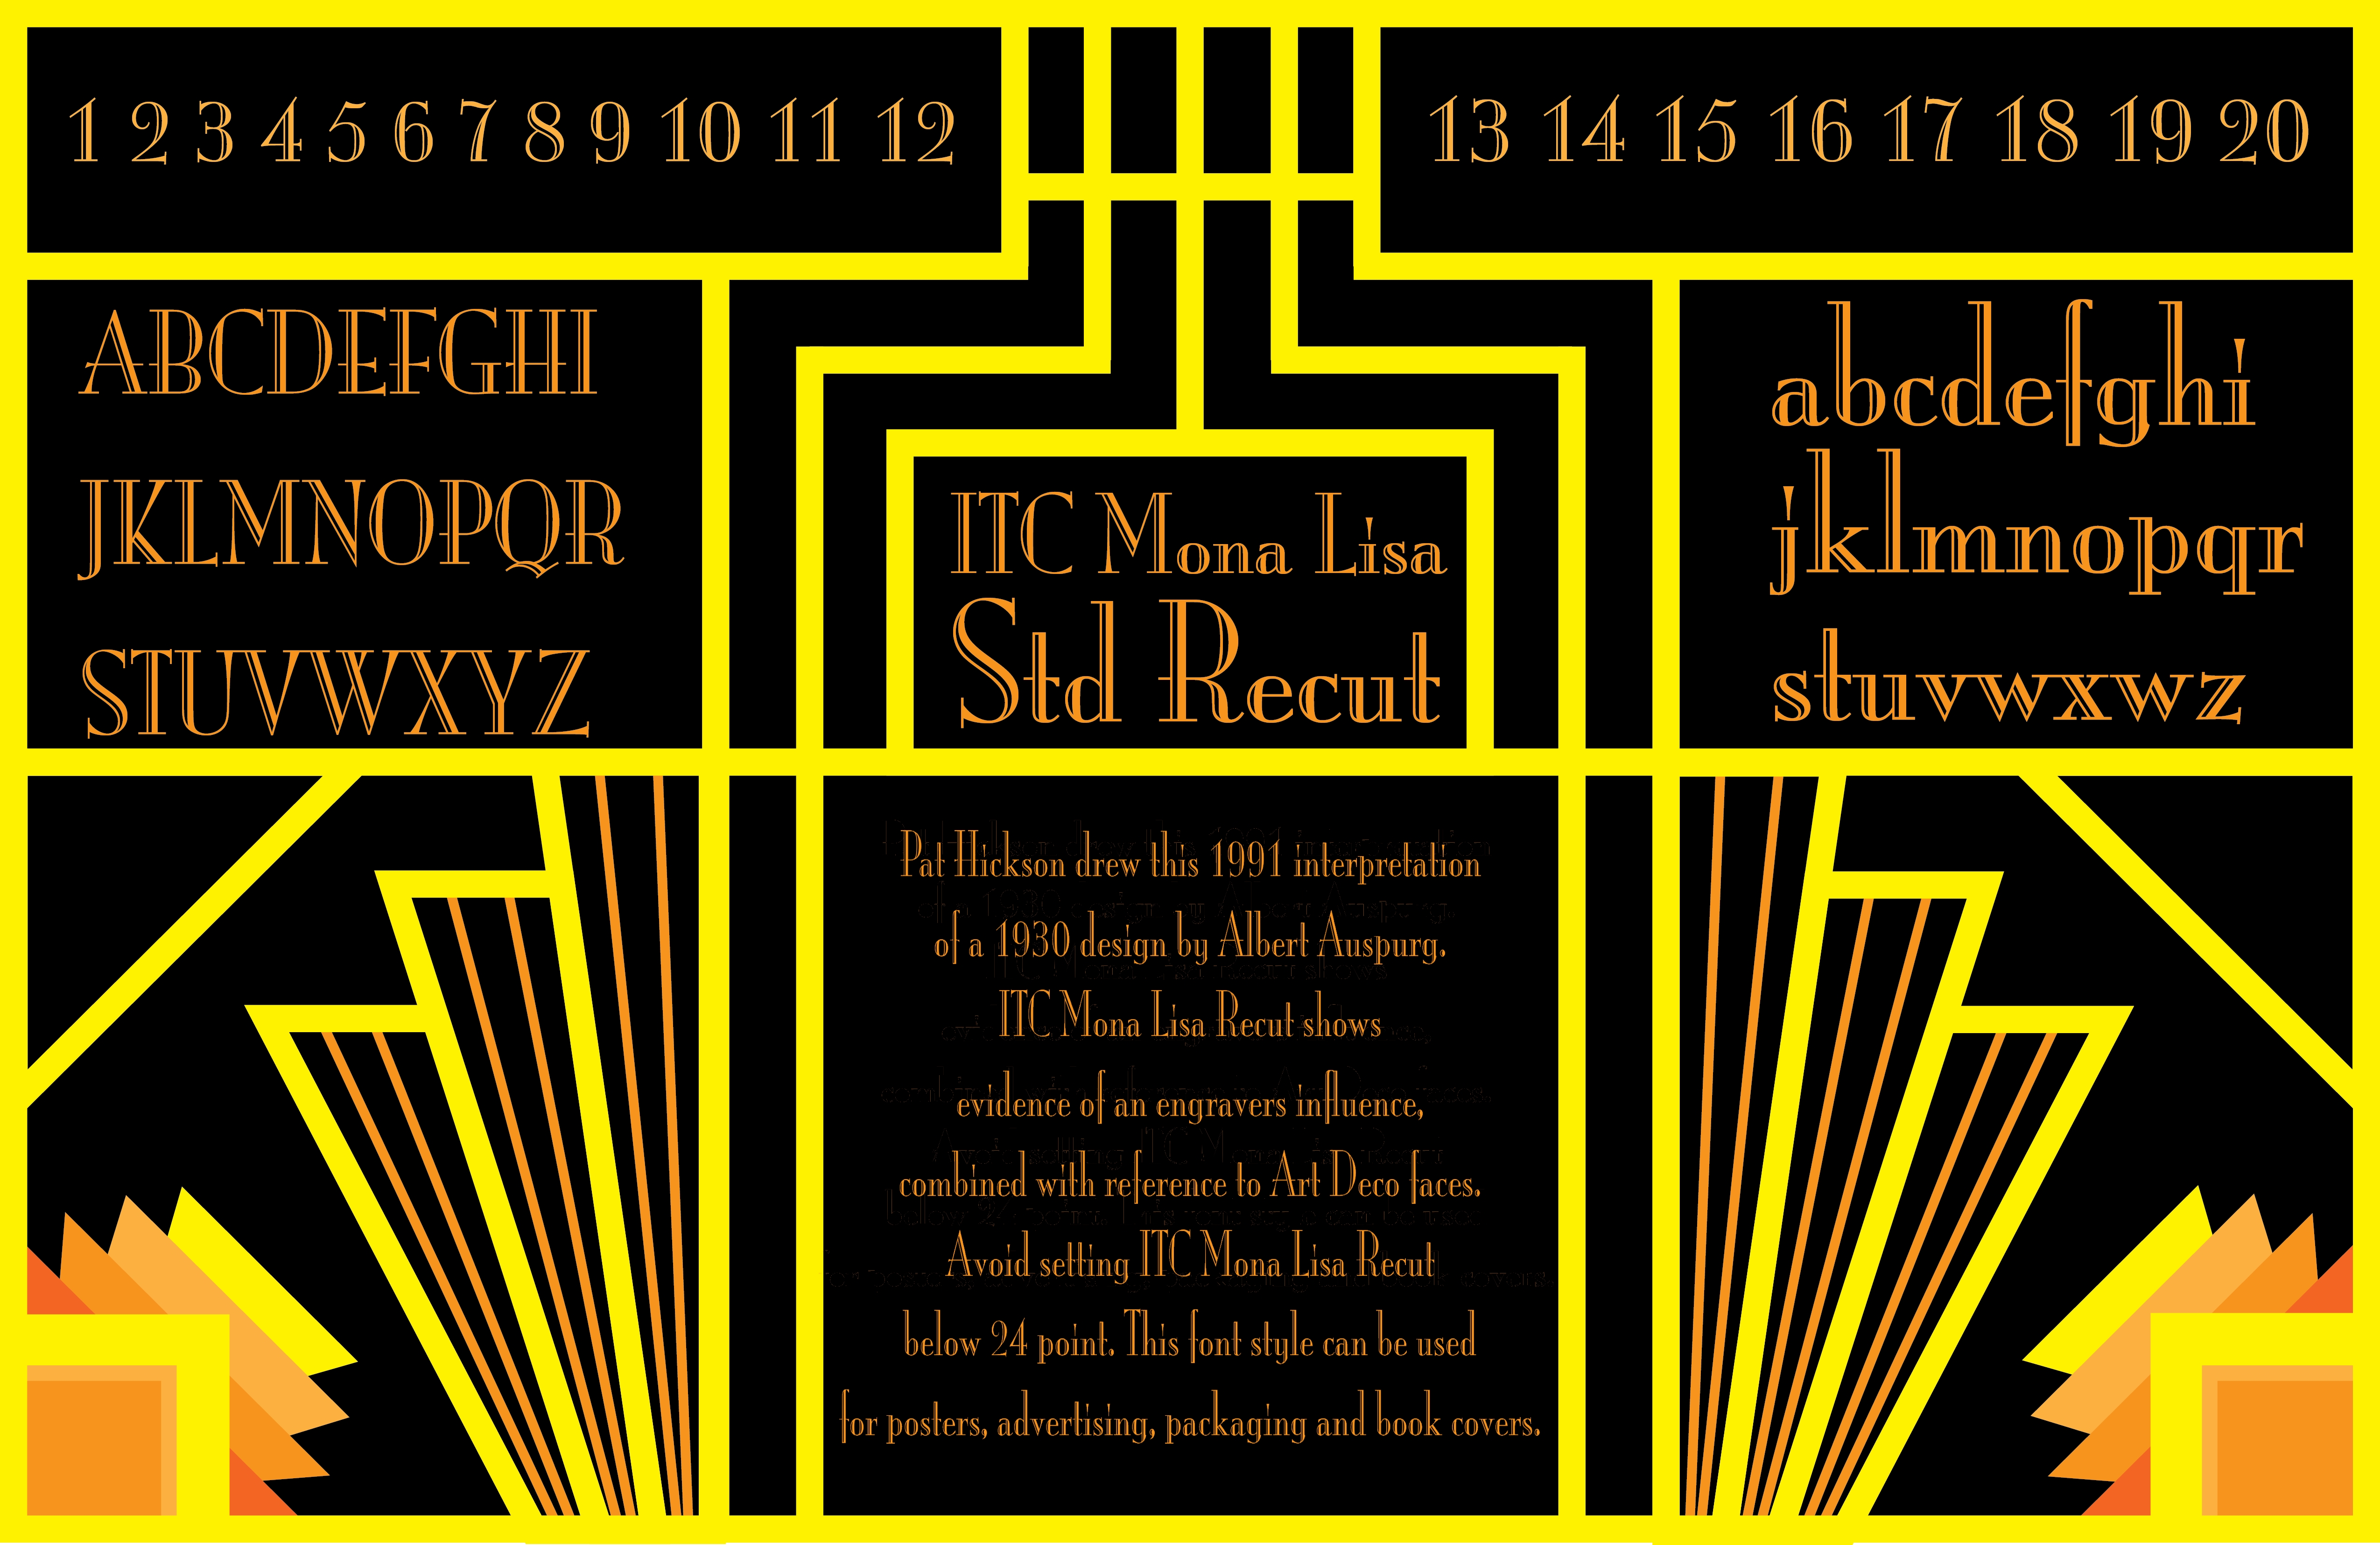 1 2 3 4 5 6 7 8 9 10 11 12
13 14 15 16 17 18 19 20
ABCDEFGHI
JKLMNOPQR
STUVWXYZ
ITC Mona Lisa
Std Recut
abcdefghi
jklmnopqr
stuvwxwz
Pat Hickson drew this 1991 interpretation
of a 1930 design by Albert Auspurg.
ITC Mona Lisa Recut shows
evidence of an engravers influence,
combined with reference to Art Deco faces.
Avoid setting ITC Mona Lisa Recut
below 24 point. This font style can be used
for posters, advertising, packaging and book covers.